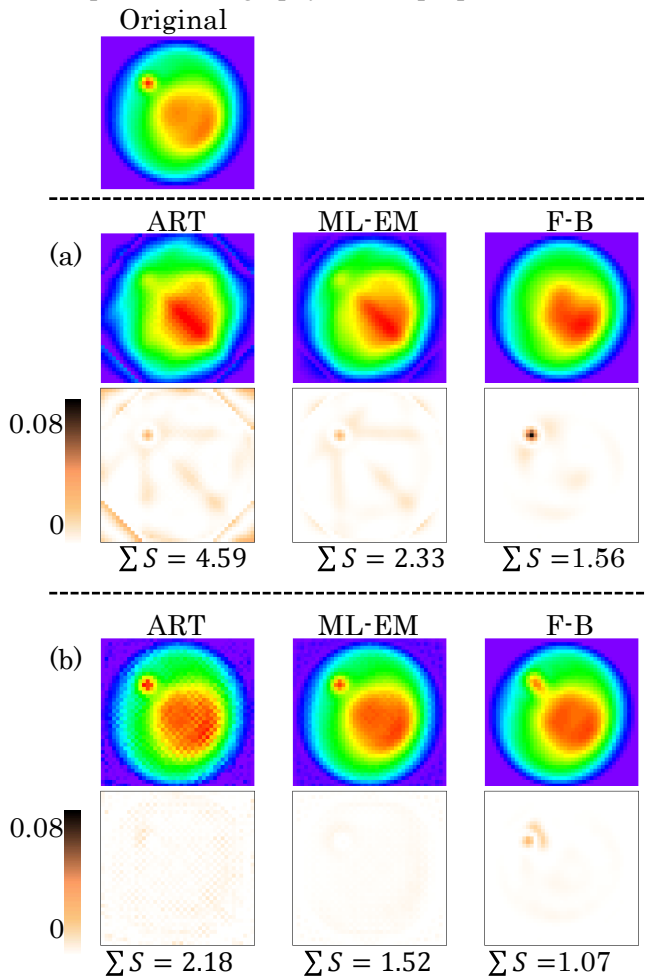 Original
ART ML-EM F-B
(a)
0.08
0
∑ S = 4.59 ∑ S = 2.33 ∑ S =1.56
ART ML-EM F-B
(b)
0.08
0
∑ S = 2.18 ∑ S = 1.52 ∑ S =1.07